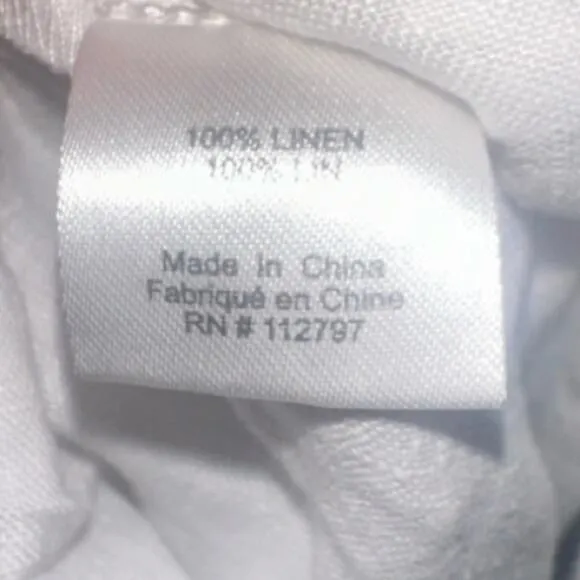 100% LINEN
100% LIN
Made In China
Fabriqué en Chine
RN # 112797